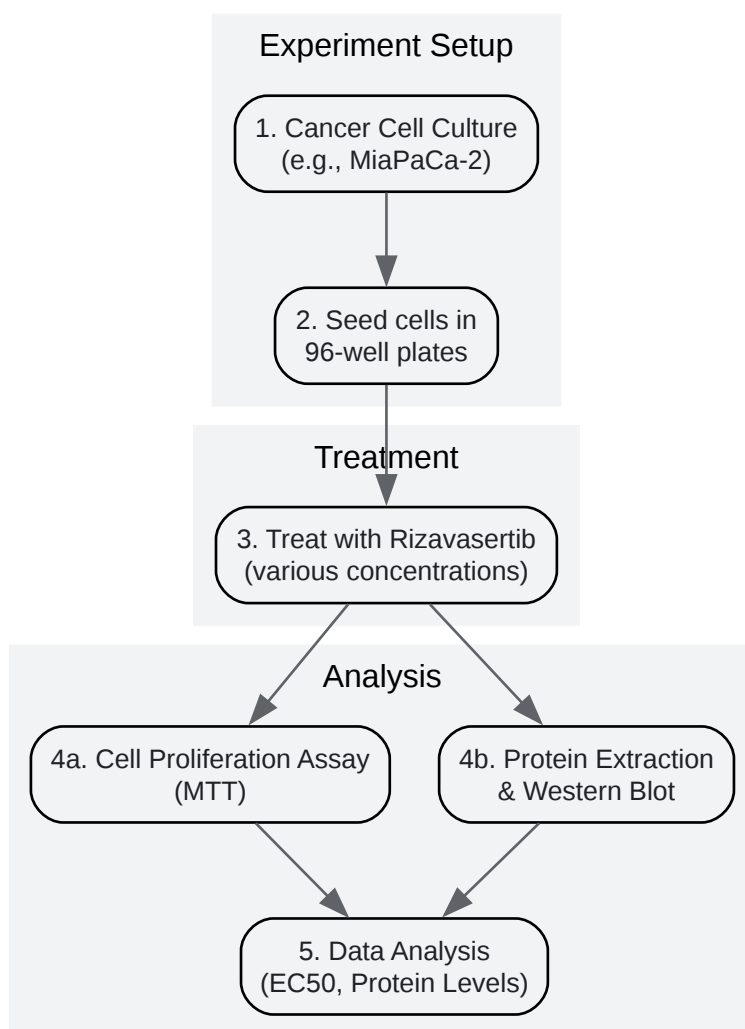 Experiment Setup
1. Cancer Cell Culture
(e.g., MiaPaCa-2)
2. Seed cells in
96-well plates
Treatment
3. Treat with Rizavasertib
(various concentrations)
Analysis
4a. Cell Proliferation Assay
(MTT)
4b. Protein Extraction
& Western Blot
5. Data Analysis
(EC50, Protein Levels)